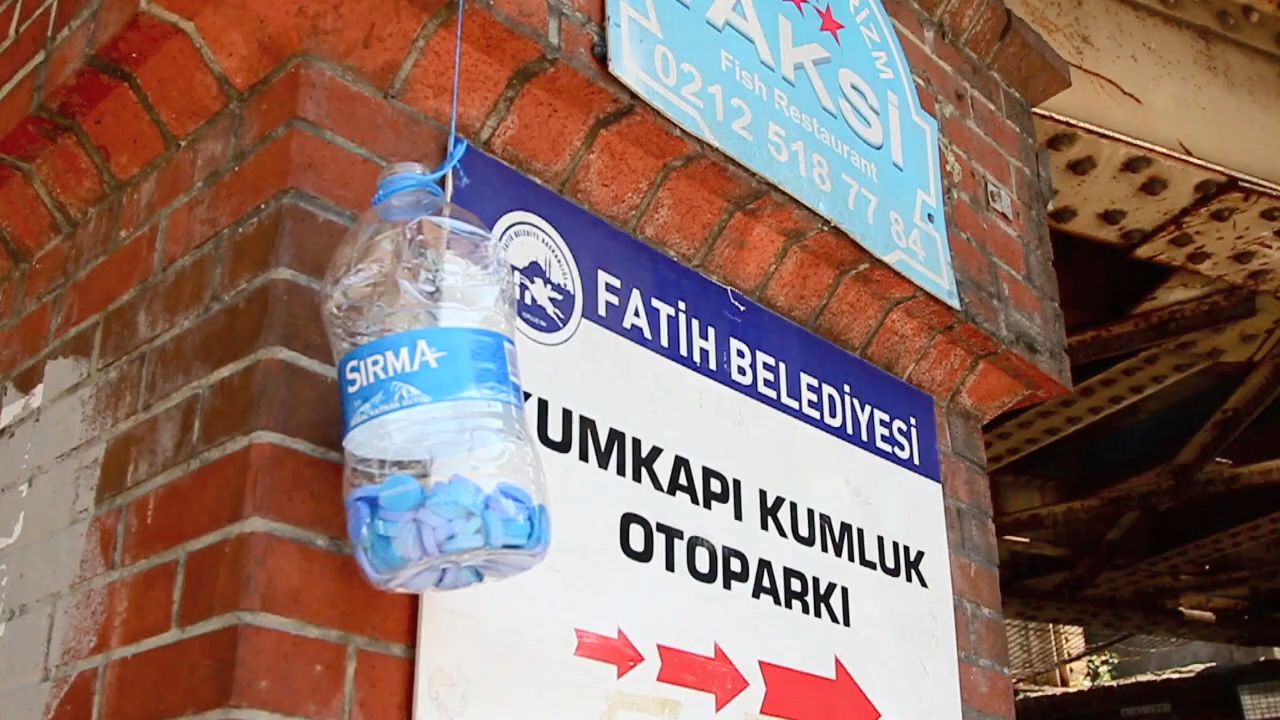 AKSİ
Fish Restaurant
0212 518 77 84
FATİH BELEDİYESİ
KUMKAPI KUMLUK
OTOPARKI
SIRMA